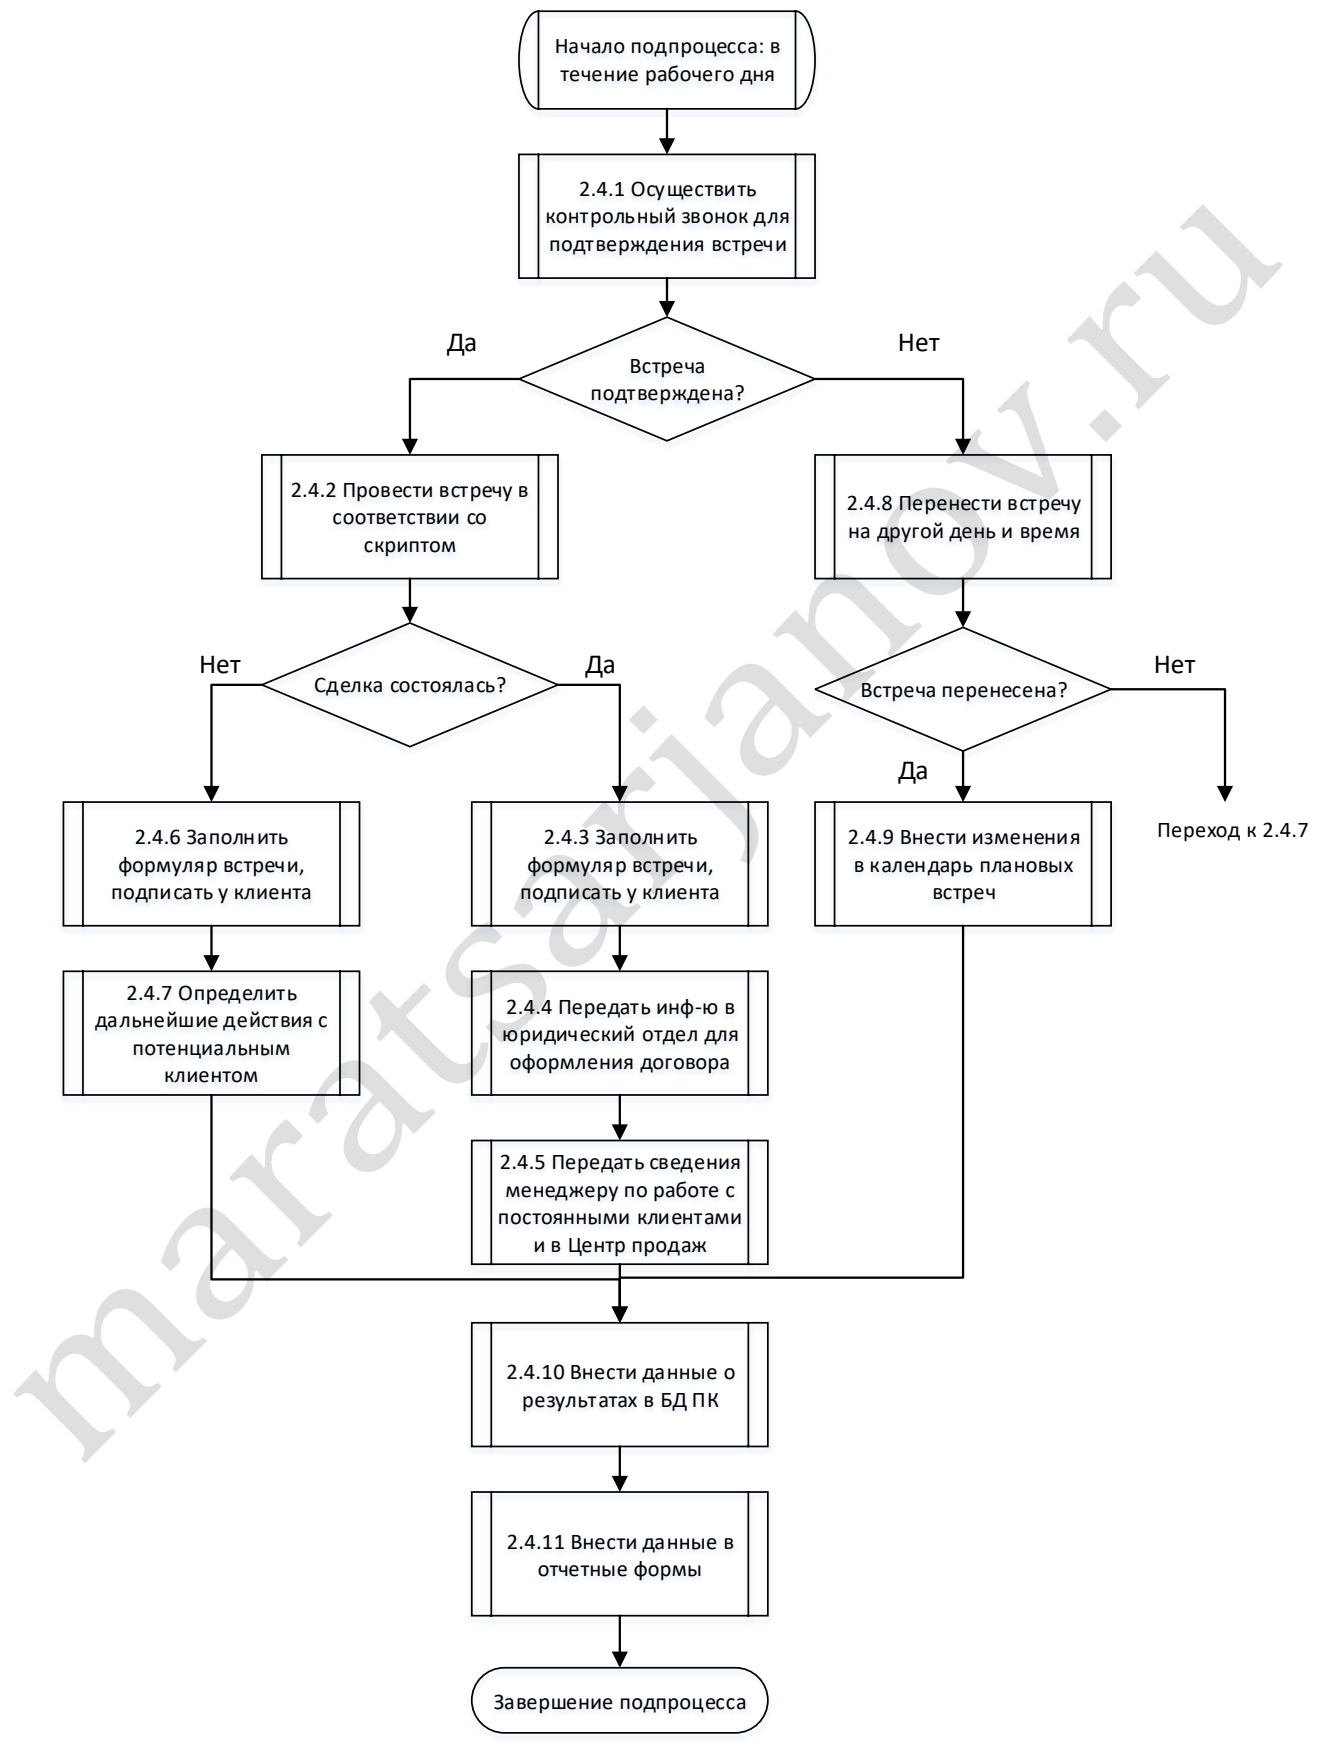 Начало подпроцесса: в
течение рабочего дня
2.4.1 Осуществить
контрольный звонок для
подтверждения встречи
Да
Нет
Встреча
подтверждена?
2.4.2 Провести встречу в
соответствии со
скриптом
2.4.8 Перенести встречу
на другой день и время
Нет
Сделка состоялась?
Да
Встреча перенесена?
Нет
Да
2.4.6 Заполнить
формуляр встречи,
подписать у клиента
2.4.3 Заполнить
формуляр встречи,
подписать у клиента
2.4.9 Внести изменения
в календарь плановых
встреч
Переход к 2.4.7
2.4.7 Определить
дальнейшие действия с
потенциальным
клиентом
2.4.4 Передать инф-ю в
юридический отдел для
оформления договора
2.4.5 Передать сведения
менеджеру по работе с
постоянными клиентами
и в Центр продаж
2.4.10 Внести данные о
результатах в БД ПК
2.4.11 Внести данные в
отчетные формы
Завершение подпроцесса
maratsarjanov.ru